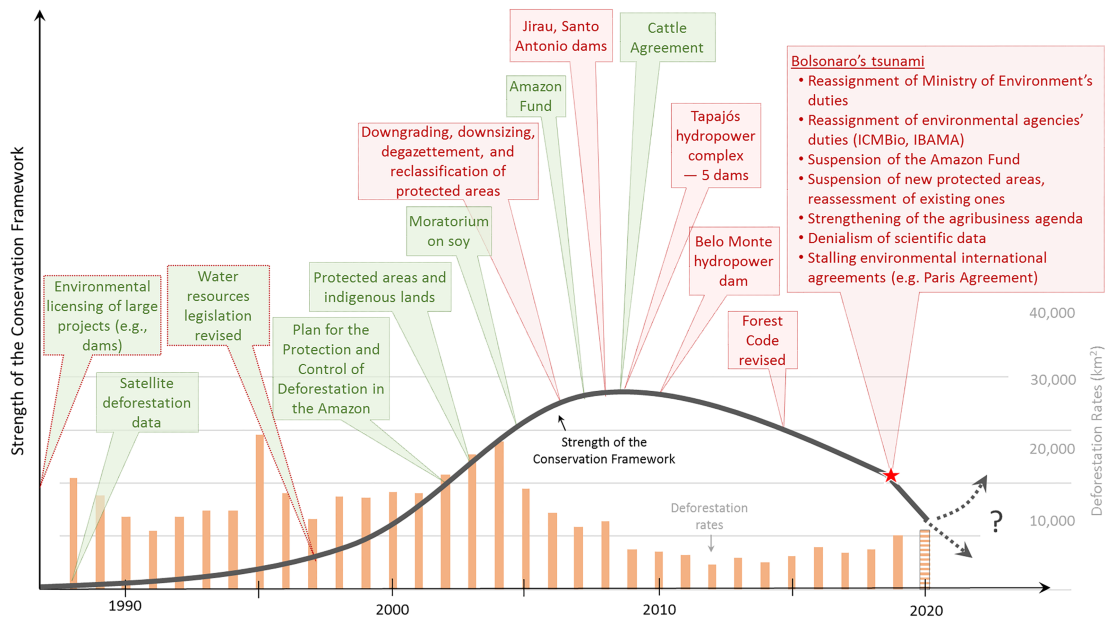 Strength of the Conservation Framework
Environmental
licensing of large
projects (e.g.,
dams)
Satellite
deforestation
data
Water
resources
legislation
revised
Plan for the
Protection and
Control of
Deforestation in
the Amazon
Protected areas and
indigenous lands
Moratorium
on soy
Downgrading, downsizing,
degazettement, and
reclassification of
protected areas
Amazon
Fund
Jirau, Santo
Antonio dams
Cattle
Agreement
Tapajós
hydropower
complex
— 5 dams
Belo Monte
hydropower
dam
Forest
Code
revised
Bolsonaro's tsunami
• Reassignment of Ministry of Environment's
duties
• Reassignment of environmental agencies'
duties (ICMBio, IBAMA)
• Suspension of the Amazon Fund
• Suspension of new protected areas,
reassessment of existing ones
• Strengthening of the agribusiness agenda
• Denialism of scientific data
• Stalling environmental international
agreements (e.g. Paris Agreement)
Strength of the
Conservation Framework
Deforestation
rates
?
40,000
30,000
20,000
10,000
Deforestation Rates (km²)
1990
2000
2010
2020